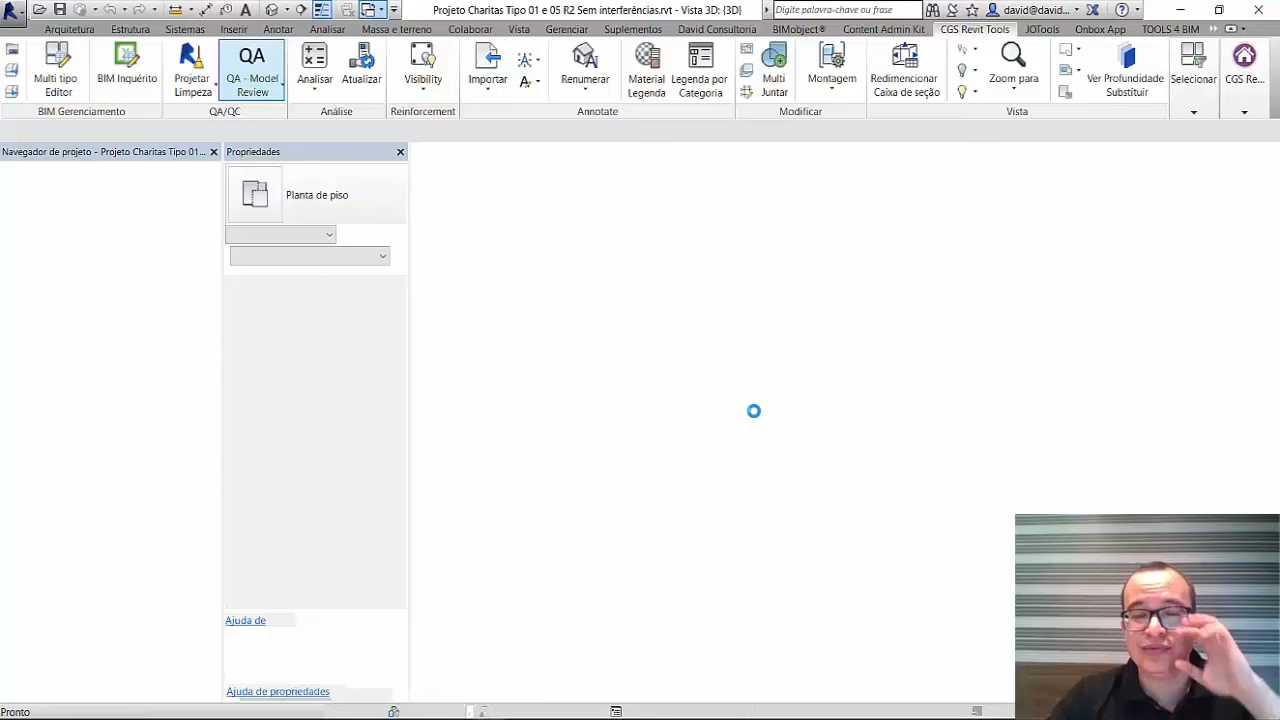 Projeto Charitas Tipo 01 e 05 R2 Sem interferências.rvt - Vista 3D: {3D}
Digite palavra-chave ou frase
david@david...
Arquitetura Estrutura Sistemas Inserir Anotar Analisar Massa e terreno Colaborar Vista Gerenciar Suplementos David Consultoria BIMobject® Content Admin Kit CGS Revit Tools JOTools Onbox App TOOLS 4 BIM
Multi tipo Editor
BIM Inquérito
Projetar Limpeza
QA
QA - Model Review
Analisar
Atualizar
Visibility
Importar
Renumerar
Material Legenda
Legenda por Categoria
Multi Juntar
Montagem
Redimencionar Caixa de seção
Zoom para
Ver Profundidade Substituir
Selecionar
CGS Re...
BIM Gerenciamento QA/QC Análise Reinforcement Annotate Modificar Vista
Navegador de projeto - Projeto Charitas Tipo 01...
Propriedades
Planta de piso
Ajuda de
Ajuda de propriedades
Pronto